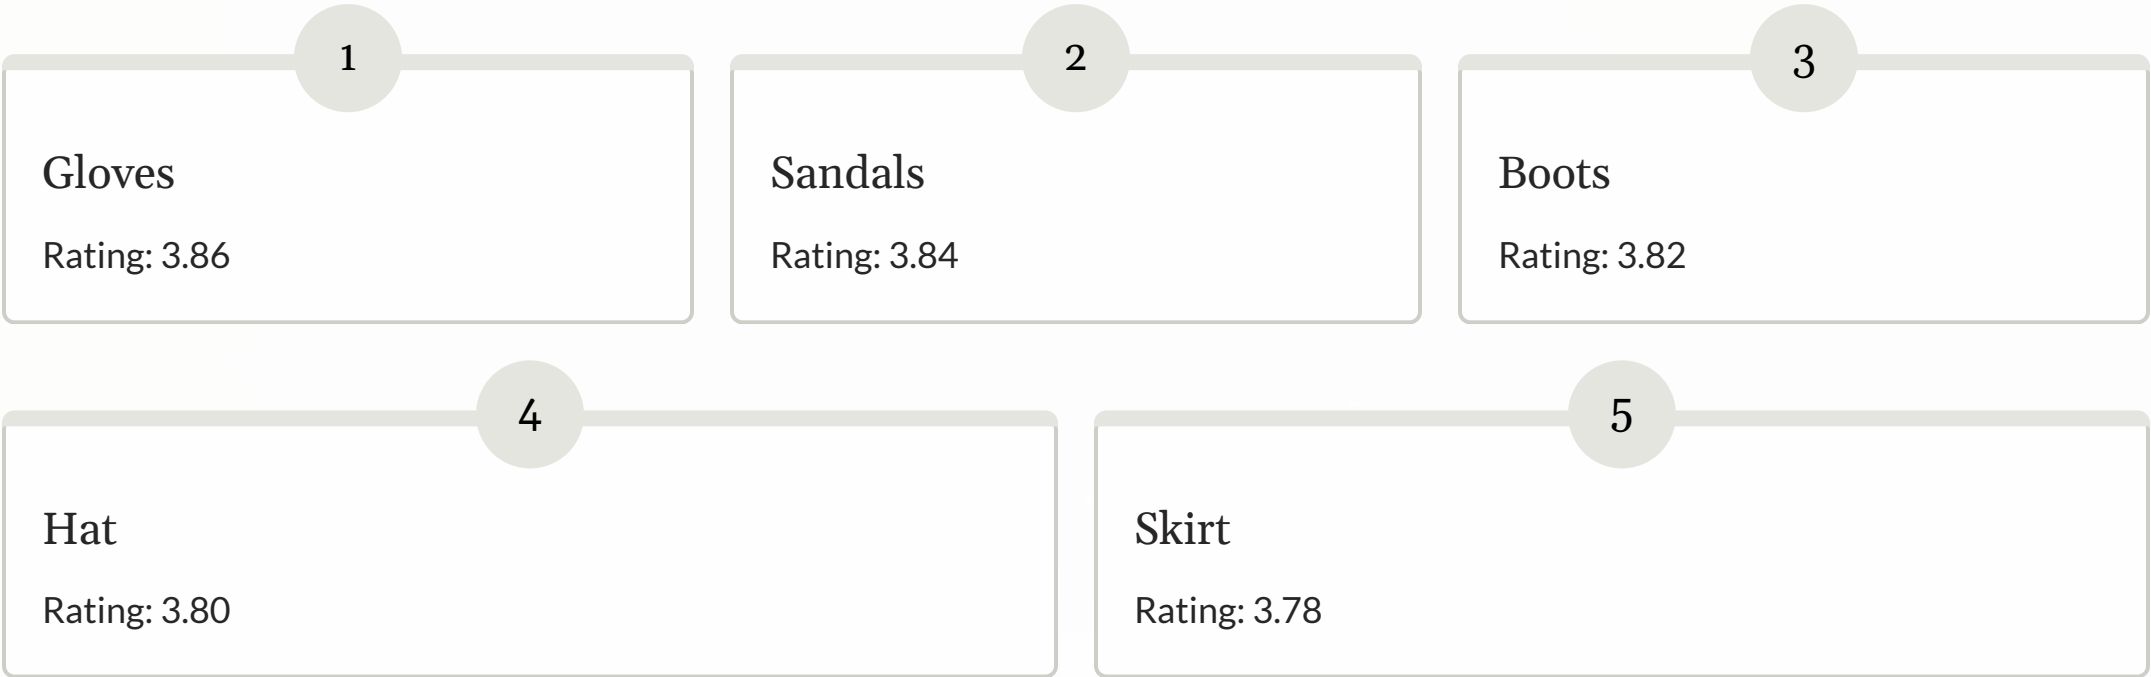 1
Gloves
Rating: 3.86
2
Sandals
Rating: 3.84
3
Boots
Rating: 3.82
4
Hat
Rating: 3.80
5
Skirt
Rating: 3.78